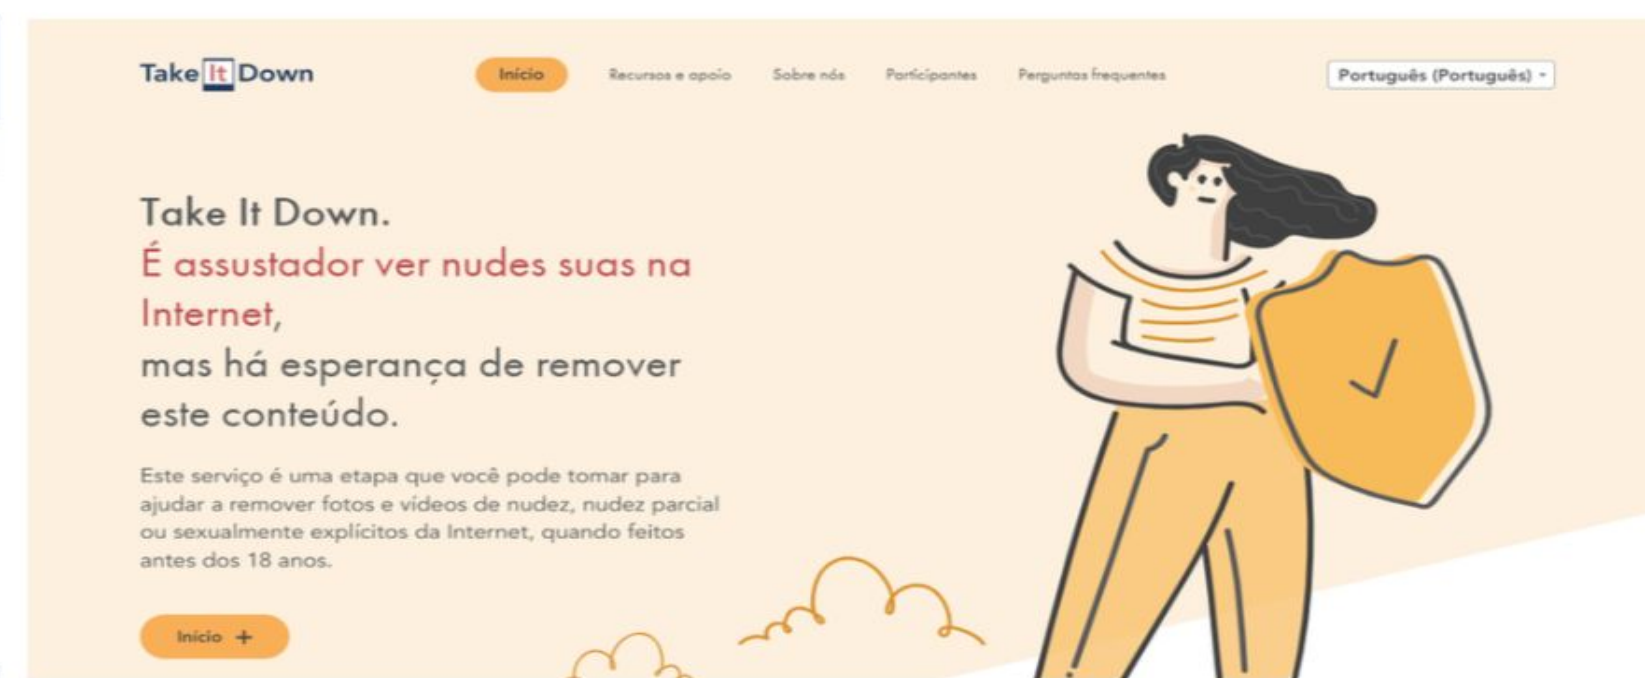 Take It Down
Início
Recursos e apoio
Sobre nós
Participantes
Perguntas frequentes
Português (Português)
Take It Down.
É assustador ver nudes suas na
Internet,
mas há esperança de remover
este conteúdo.
Este serviço é uma etapa que você pode tomar para
ajudar a remover fotos e vídeos de nudez, nudez parcial
ou sexualmente explícitos da Internet, quando feitos
antes dos 18 anos.
Início +